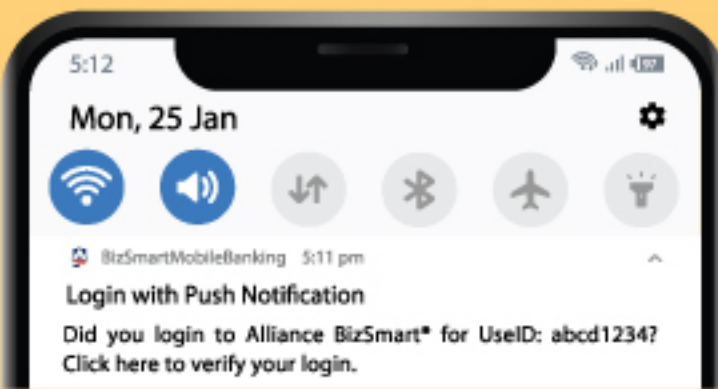 5:12
97
Mon, 25 Jan
BizSmartMobileBanking 5:11 pm
Login with Push Notification
Did you login to Alliance BizSmart® for UseID: abcd1234?
Click here to verify your login.